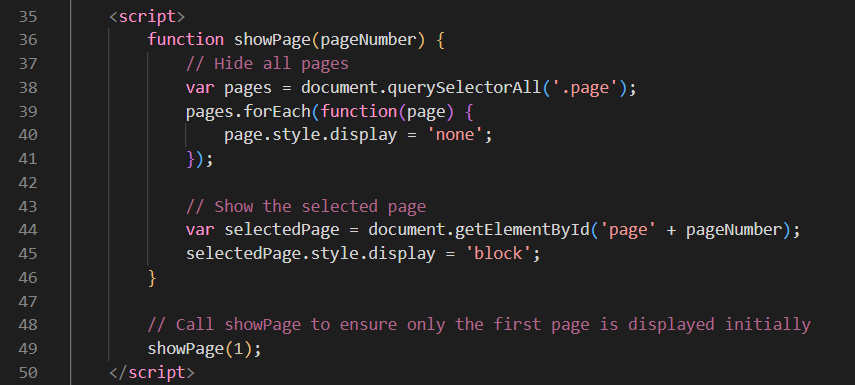 35 <script>
36 function showPage(pageNumber) {
37 // Hide all pages
38 var pages = document.querySelectorAll('.page');
39 pages.forEach(function(page) {
40 page.style.display = 'none';
41 });
42
43 // Show the selected page
44 var selectedPage = document.getElementById('page' + pageNumber);
45 selectedPage.style.display = 'block';
46 }
47
48 // Call showPage to ensure only the first page is displayed initially
49 showPage(1);
50 </script>